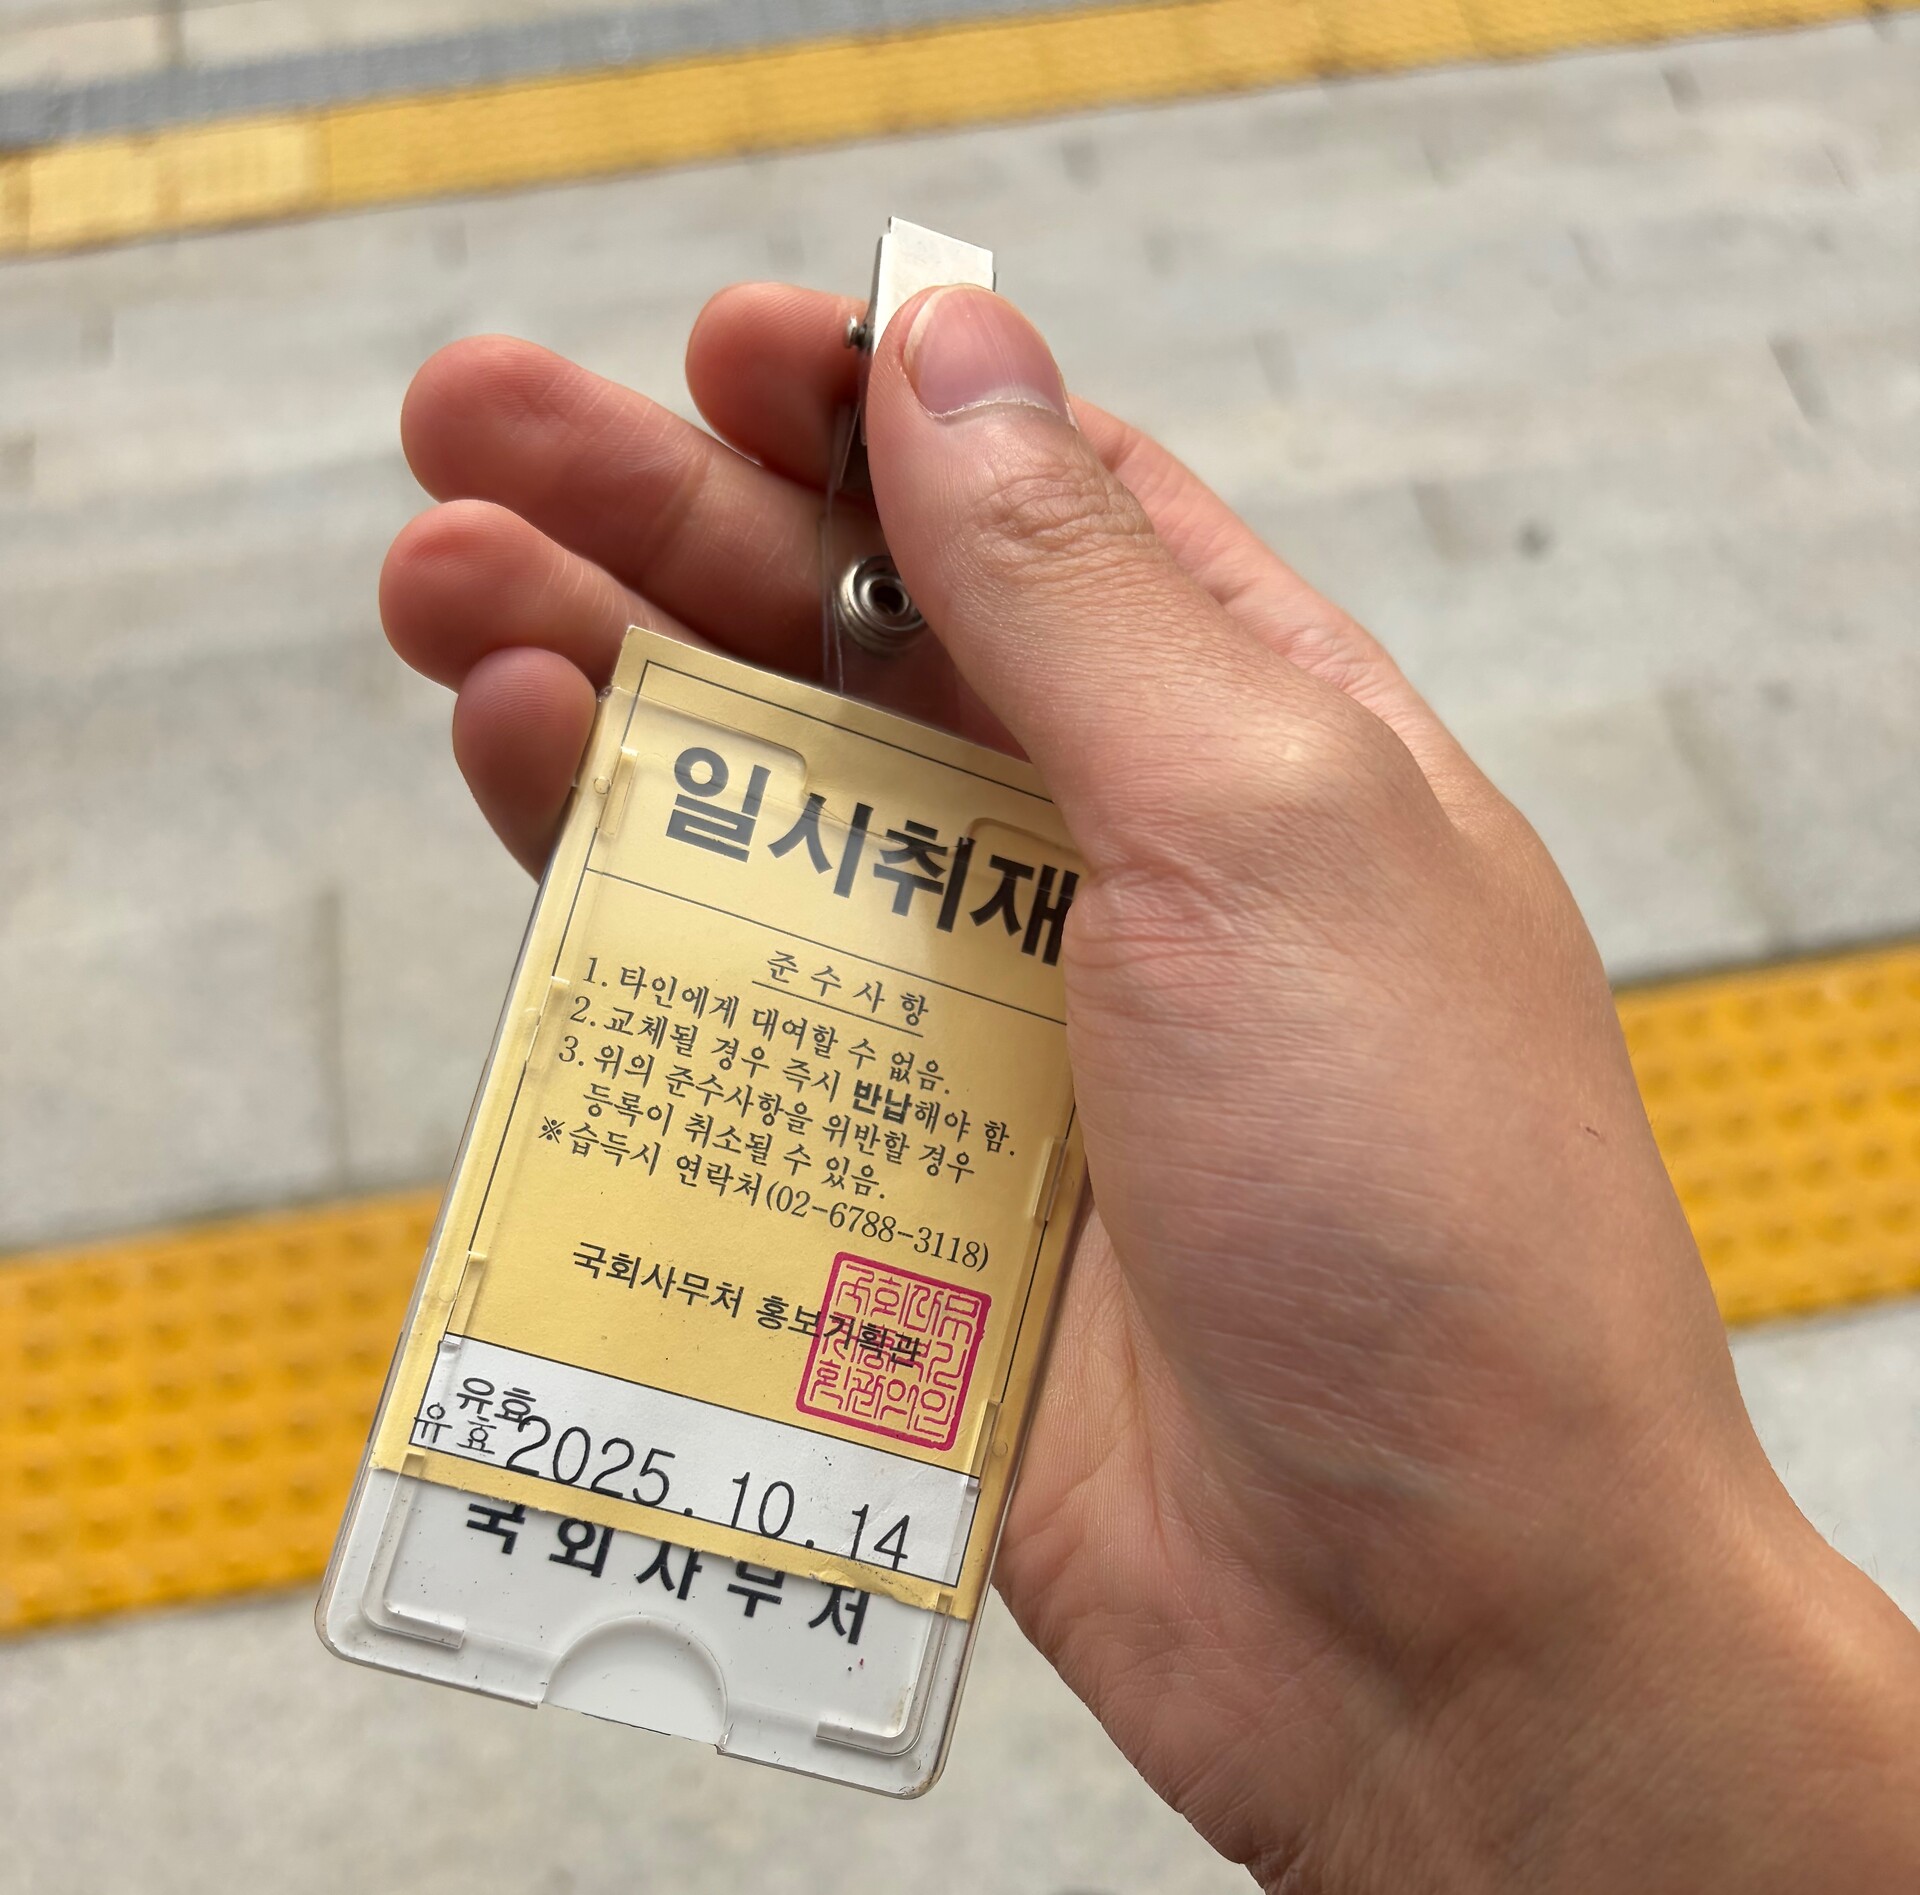 일시취재
준수사항
1. 타인에게 대여할 수 없음.
2. 교체될 경우 즉시 반납해야 함.
3. 위의 준수사항을 위반할 경우
등록이 취소될 수 있음.
※습득시 연락처(02-6788-3118)
국회사무처 홍보기획관
유효
유효 2025.10.14
국회사무처